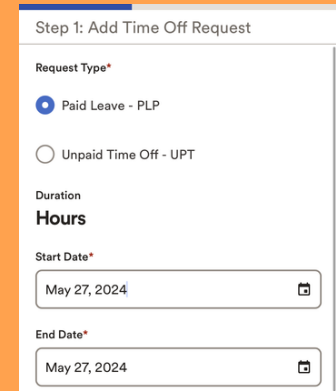 Step 1: Add Time Off Request
Request Type*
Paid Leave - PLP
Unpaid Time Off - UPT
Duration
Hours
Start Date*
May 27, 2024
End Date*
May 27, 2024